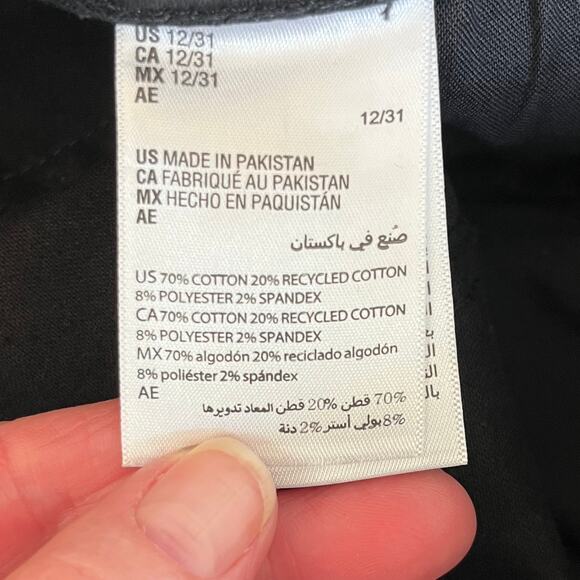 US 12/31
CA 12/31
MX 12/31
AE
12/31
US MADE IN PAKISTAN
CA FABRIQUÉ AU PAKISTAN
MX HECHO EN PAQUISTÁN
AE
صُنع في باكستان
US 70% COTTON 20% RECYCLED COTTON
8% POLYESTER 2% SPANDEX
CA 70% COTTON 20% RECYCLED COTTON
8% POLYESTER 2% SPANDEX
MX 70% algodón 20% reciclado algodón
8% poliéster 2% spándex
AE
70% قطن 20% قطن المعاد تدويرها
8% بولي أستر 2% دنة